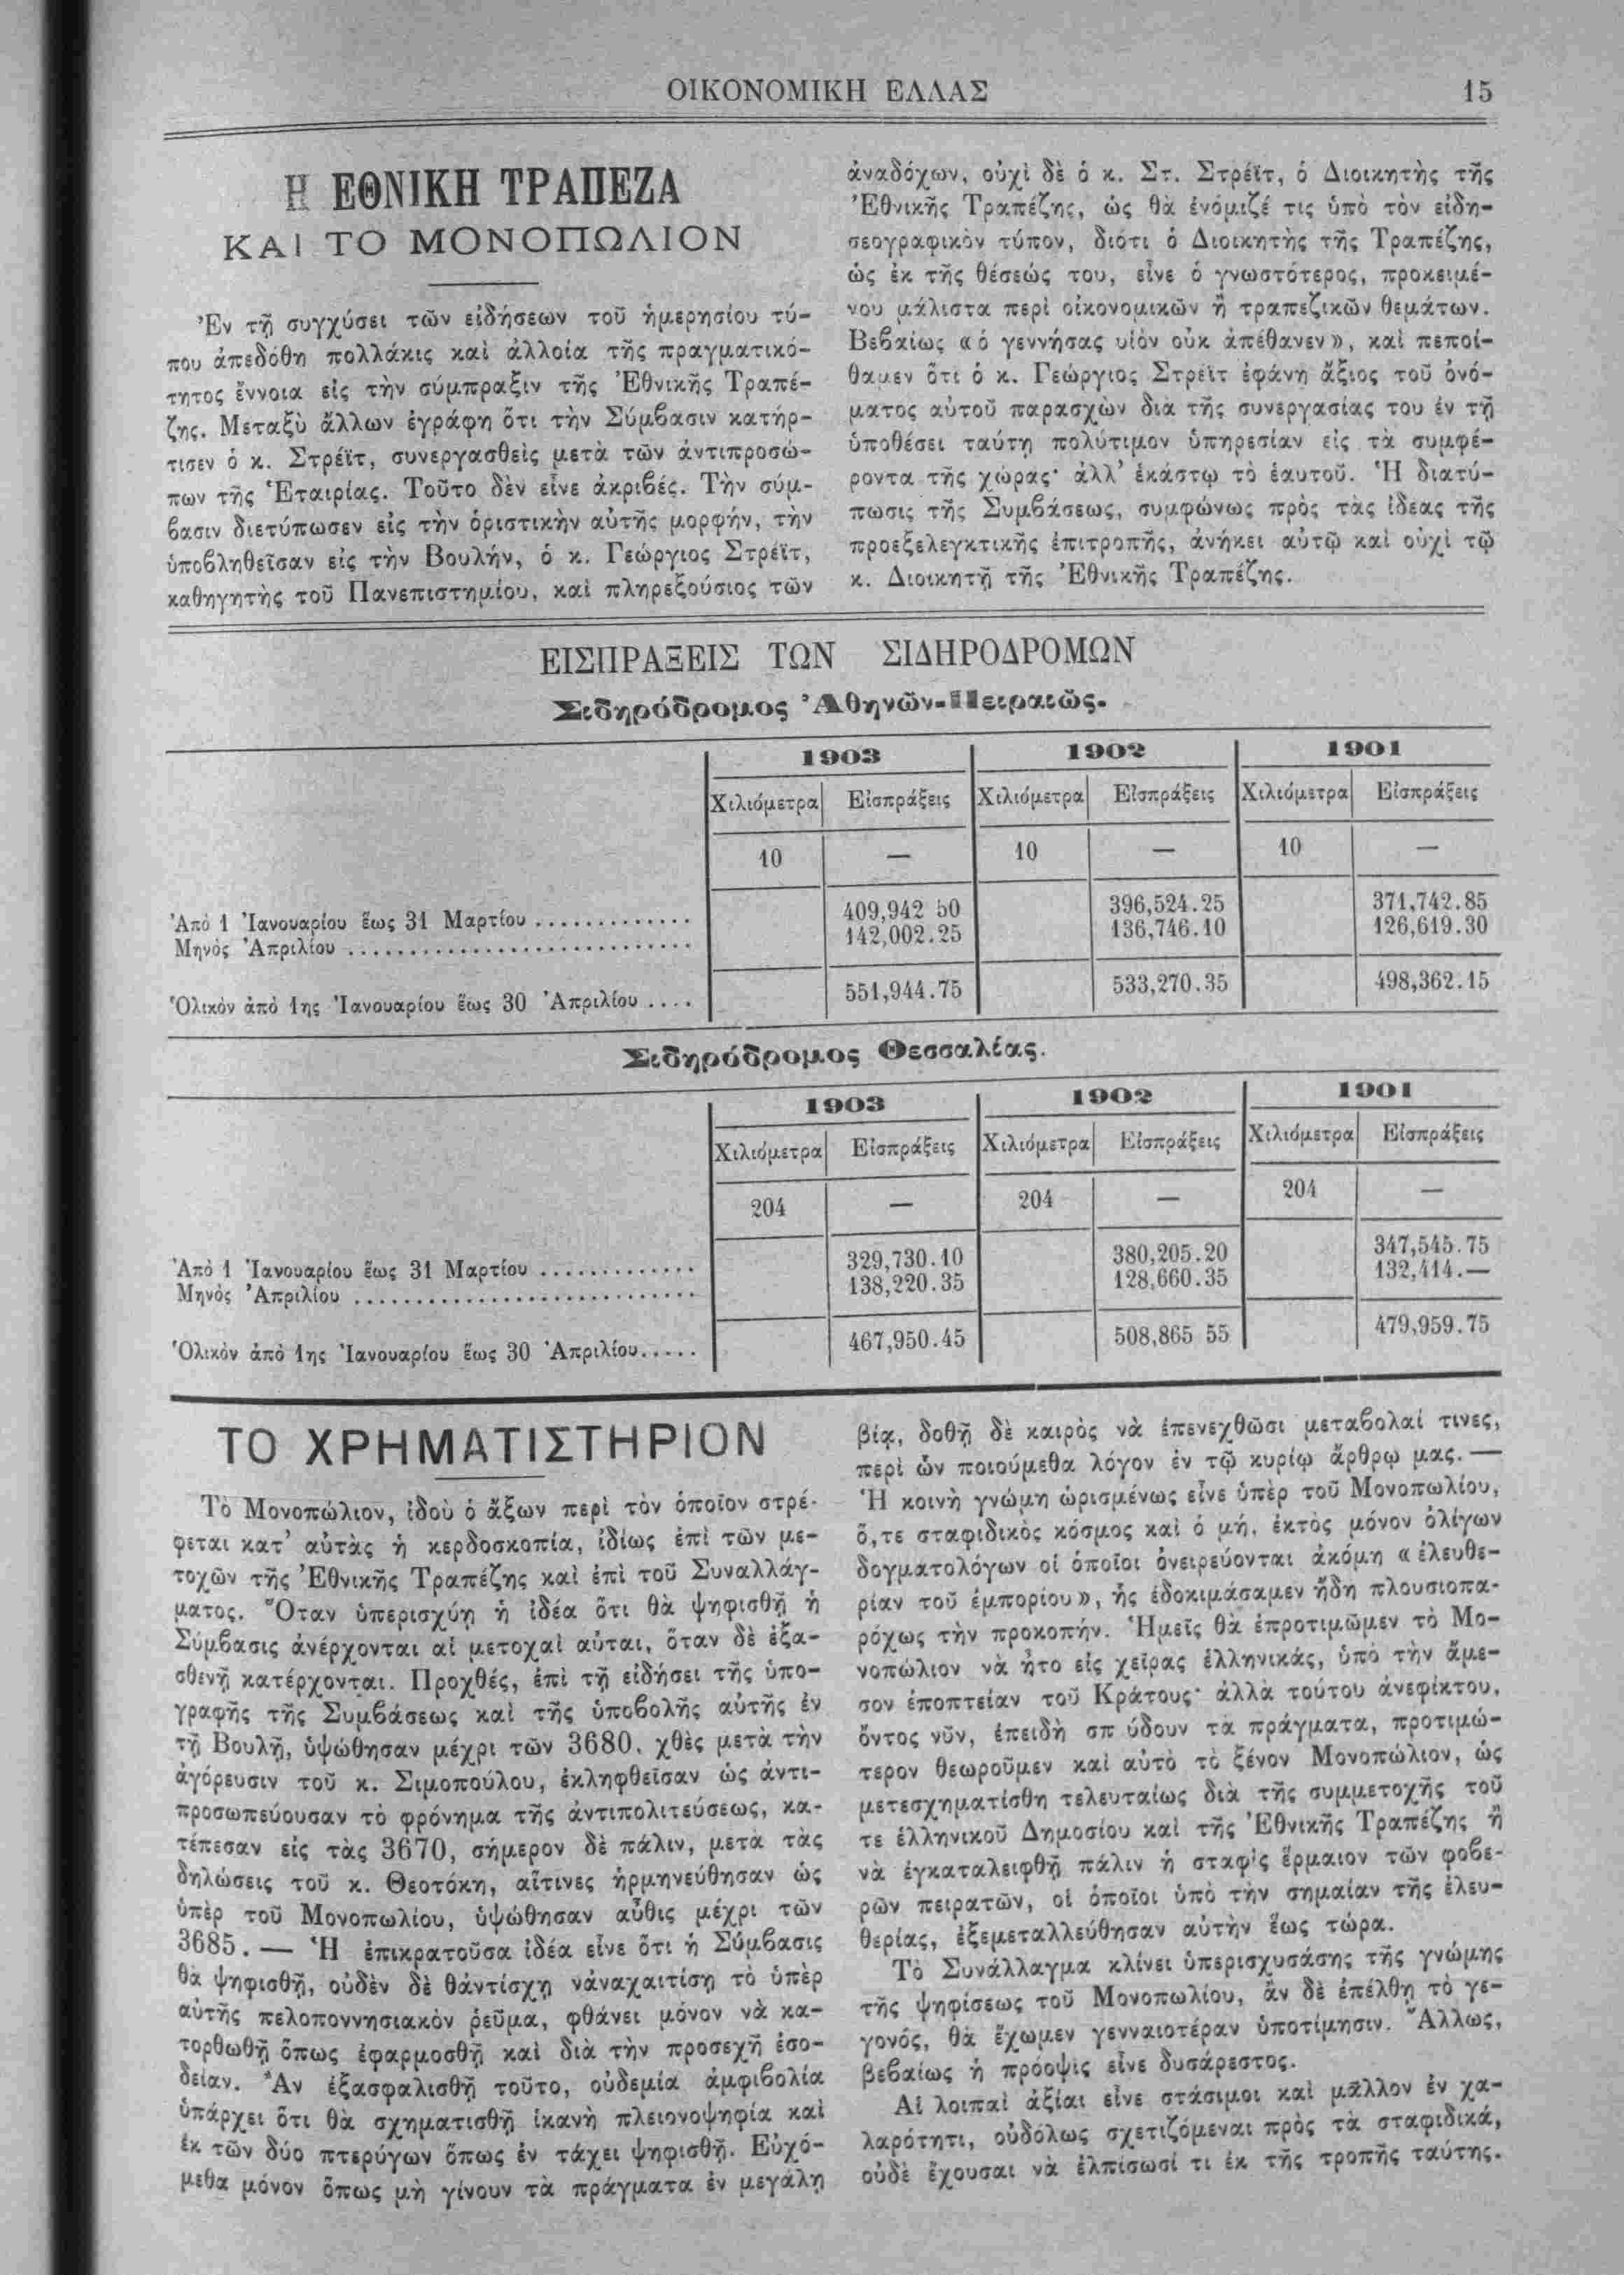 ΟΙΚΟΝΟΜΙΚΗ ΕΛΛΑΣ 15
Η ΕΘΝΙΚΗ ΤΡΑΠΕΖΑ
ΚΑΙ ΤΟ ΜΟΝΟΠΩΛΙΟΝ
Ἐν τῇ συγχύσει τῶν εἰδήσεων τοῦ ἡμερησίου τύ-
που ἀπεδόθη πολλάκις καὶ ἀλλοία τῆς πραγματικό-
τητος ἔννοια εἰς τὴν σύμπραξιν τῆς Ἐθνικῆς Τραπέ-
ζης. Μεταξὺ ἄλλων ἐγράφη ὅτι τὴν Σύμβασιν κατήρ-
τισεν ὁ κ. Στρέϊτ, συνεργασθεὶς μετὰ τῶν ἀντιπροσώ-
πων τῆς Ἑταιρίας. Τοῦτο δὲν εἶνε ἀκριβές. Τὴν σύμ-
βασιν διετύπωσεν εἰς τὴν ὁριστικὴν αὐτῆς μορφήν, τὴν
ὑποβληθεῖσαν εἰς τὴν Βουλήν, ὁ κ. Γεώργιος Στρέϊτ,
καθηγητὴς τοῦ Πανεπιστημίου, καὶ πληρεξούσιος τῶν
ἀναδόχων, οὐχὶ δὲ ὁ κ. Στ. Στρέϊτ, ὁ Διοικητὴς τῆς
Ἐθνικῆς Τραπέζης, ὡς θὰ ἐνόμιζέ τις ὑπὸ τὸν εἰδη-
σεογραφικὸν τύπον, διότι ὁ Διοικητὴς τῆς Τραπέζης,
ὡς ἐκ τῆς θέσεώς του, εἶνε ὁ γνωστότερος, προκειμέ-
νου μάλιστα περὶ οἰκονομικῶν ἢ τραπεζικῶν θεμάτων.
Βεβαίως «ὁ γεννήσας υἱὸν οὐκ ἀπέθανεν», καὶ πεποί-
θαμεν ὅτι ὁ κ. Γεώργιος Στρέϊτ ἐφάνη ἄξιος τοῦ ὀνό-
ματος αὐτοῦ παρασχὼν διὰ τῆς συνεργασίας του ἐν τῇ
ὑποθέσει ταύτῃ πολύτιμον ὑπηρεσίαν εἰς τὰ συμφέ-
ροντα τῆς χώρας· ἀλλ' ἑκάστῳ τὸ ἑαυτοῦ. Ἡ διατύ-
πωσις τῆς Συμβάσεως, συμφώνως πρὸς τὰς ἰδέας τῆς
προεξελεγκτικῆς ἐπιτροπῆς, ἀνήκει αὐτῷ καὶ οὐχὶ τῷ
κ. Διοικητῇ τῆς Ἐθνικῆς Τραπέζης.
ΕΙΣΠΡΑΞΕΙΣ ΤΩΝ ΣΙΔΗΡΟΔΡΟΜΩΝ
Σιδηρόδρομος Ἀθηνῶν-Πειραιῶς.
1903 1902 1901
Χιλιόμετρα Εἰσπράξεις Χιλιόμετρα Εἰσπράξεις Χιλιόμετρα Εἰσπράξεις
10 — 10 — 10 —
Ἀπὸ 1 Ἰανουαρίου ἕως 31 Μαρτίου ............. 409,942 50 396,524.25 371,742.85
Μηνὸς Ἀπριλίου ............................ 142,002.25 136,746.10 126,619.30
Ὁλικὸν ἀπὸ 1ης Ἰανουαρίου ἕως 30 Ἀπριλίου .... 551,944.75 533,270.35 498,362.15
Σιδηρόδρομος Θεσσαλίας.
1903 1902 1901
Χιλιόμετρα Εἰσπράξεις Χιλιόμετρα Εἰσπράξεις Χιλιόμετρα Εἰσπράξεις
204 — 204 — 204 —
Ἀπὸ 1 Ἰανουαρίου ἕως 31 Μαρτίου ............. 329,730.10 380,205.20 347,545.75
Μηνὸς Ἀπριλίου ............................ 138,220.35 128,660.35 132,414.—
Ὁλικὸν ἀπὸ 1ης Ἰανουαρίου ἕως 30 Ἀπριλίου..... 467,950.45 508,865 55 479,959.75
ΤΟ ΧΡΗΜΑΤΙΣΤΗΡΙΟΝ
Τὸ Μονοπώλιον, ἰδοὺ ὁ ἄξων περὶ τὸν ὁποῖον στρέ-
φεται κατ' αὐτὰς ἡ κερδοσκοπία, ἰδίως ἐπὶ τῶν με-
τοχῶν τῆς Ἐθνικῆς Τραπέζης καὶ ἐπὶ τοῦ Συναλλάγ-
ματος. Ὅταν ὑπερισχύῃ ἡ ἰδέα ὅτι θὰ ψηφισθῇ ἡ
Σύμβασις ἀνέρχονται αἱ μετοχαὶ αὗται, ὅταν δὲ ἐξα-
σθενῇ κατέρχονται. Προχθές, ἐπὶ τῇ εἰδήσει τῆς ὑπο-
γραφῆς τῆς Συμβάσεως καὶ τῆς ὑποβολῆς αὐτῆς ἐν
τῇ Βουλῇ, ὑψώθησαν μέχρι τῶν 3680, χθὲς μετὰ τὴν
ἀγόρευσιν τοῦ κ. Σιμοπούλου, ἐκληφθεῖσαν ὡς ἀντι-
προσωπεύουσαν τὸ φρόνημα τῆς ἀντιπολιτεύσεως, κα-
τέπεσαν εἰς τὰς 3670, σήμερον δὲ πάλιν, μετὰ τὰς
δηλώσεις τοῦ κ. Θεοτόκη, αἵτινες ἡρμηνεύθησαν ὡς
ὑπὲρ τοῦ Μονοπωλίου, ὑψώθησαν αὖθις μέχρι τῶν
3685. — Ἡ ἐπικρατοῦσα ἰδέα εἶνε ὅτι ἡ Σύμβασις
θὰ ψηφισθῇ, οὐδὲν δὲ θἀντίσχῃ νἀναχαιτίσῃ τὸ ὑπὲρ
αὐτῆς πελοποννησιακὸν ῥεῦμα, φθάνει μόνον νὰ κα-
τορθωθῇ ὅπως ἐφαρμοσθῇ καὶ διὰ τὴν προσεχῆ ἐσο-
δείαν. Ἂν ἐξασφαλισθῇ τοῦτο, οὐδεμία ἀμφιβολία
ὑπάρχει ὅτι θὰ σχηματισθῇ ἱκανὴ πλειονοψηφία καὶ
ἐκ τῶν δύο πτερύγων ὅπως ἐν τάχει ψηφισθῇ. Εὐχό-
μεθα μόνον ὅπως μὴ γίνουν τὰ πράγματα ἐν μεγάλῃ
βίᾳ, δοθῇ δὲ καιρὸς νὰ ἐπενεχθῶσι μεταβολαί τινες,
περὶ ὧν ποιούμεθα λόγον ἐν τῷ κυρίῳ ἄρθρῳ μας. —
Ἡ κοινὴ γνώμη ὡρισμένως εἶνε ὑπὲρ τοῦ Μονοπωλίου,
ὅ,τε σταφιδικὸς κόσμος καὶ ὁ μή, ἐκτὸς μόνον ὀλίγων
δογματολόγων οἱ ὁποῖοι ὀνειρεύονται ἀκόμη «ἐλευθε-
ρίαν τοῦ ἐμπορίου», ἧς ἐδοκιμάσαμεν ἤδη πλουσιοπα-
ρόχως τὴν προκοπήν. Ἡμεῖς θὰ ἐπροτιμῶμεν τὸ Μο-
νοπώλιον νὰ ἦτο εἰς χεῖρας ἑλληνικάς, ὑπὸ τὴν ἄμε-
σον ἐποπτείαν τοῦ Κράτους· ἀλλὰ τούτου ἀνεφίκτου,
ὄντος νῦν, ἐπειδὴ σπ ύδουν τὰ πράγματα, προτιμώ-
τερον θεωροῦμεν καὶ αὐτὸ τὸ ξένον Μονοπώλιον, ὡς
μετεσχηματίσθη τελευταίως διὰ τῆς συμμετοχῆς τοῦ
τε ἑλληνικοῦ Δημοσίου καὶ τῆς Ἐθνικῆς Τραπέζης ἢ
νὰ ἐγκαταλειφθῇ πάλιν ἡ σταφὶς ἕρμαιον τῶν φοβε-
ρῶν πειρατῶν, οἱ ὁποῖοι ὑπὸ τὴν σημαίαν τῆς ἐλευ-
θερίας, ἐξεμεταλλεύθησαν αὐτὴν ἕως τώρα.
Τὸ Συνάλλαγμα κλίνει ὑπερισχυσάσης τῆς γνώμης
τῆς ψηφίσεως τοῦ Μονοπωλίου, ἂν δὲ ἐπέλθῃ τὸ γε-
γονός, θὰ ἔχωμεν γενναιοτέραν ὑποτίμησιν. Ἄλλως,
βεβαίως ἡ πρόοψις εἶνε δυσάρεστος.
Αἱ λοιπαὶ ἀξίαι εἶνε στάσιμοι καὶ μᾶλλον ἐν χα-
λαρότητι, οὐδόλως σχετιζόμεναι πρὸς τὰ σταφιδικά,
οὐδὲ ἔχουσαι νὰ ἐλπίσωσί τι ἐκ τῆς τροπῆς ταύτης.